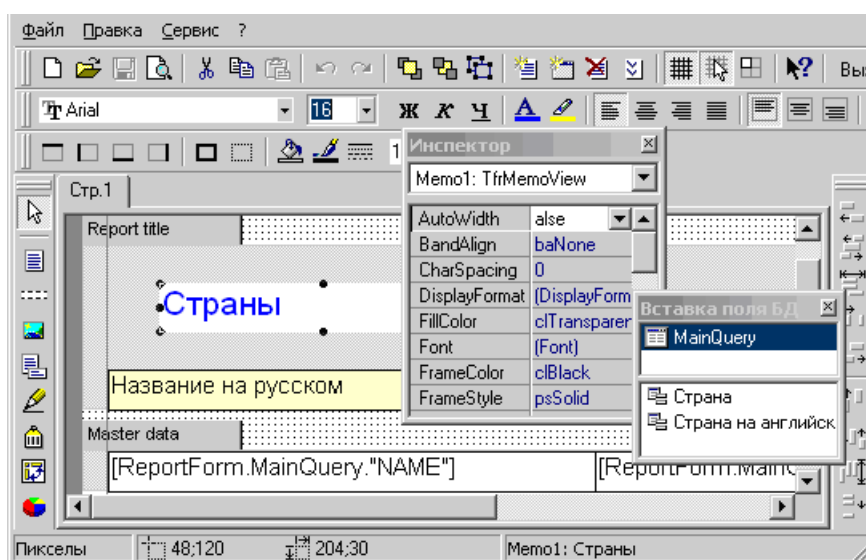 Файл Правка Сервис ?
Arial 16 Ж К Ч A
Стр.1
Report title
Страны
Название на русском
Master data
[ReportForm.MainQuery."NAME"]
Инспектор
Memo1: TfrMemoView
AutoWidth alse
BandAlign baNone
CharSpacing 0
DisplayFormat (DisplayForm
FillColor clTransparer
Font (Font)
FrameColor clBlack
FrameStyle psSolid
Вставка поля БД
MainQuery
Страна
Страна на английск
Пикселы 48;120 204;30 Memo1: Страны